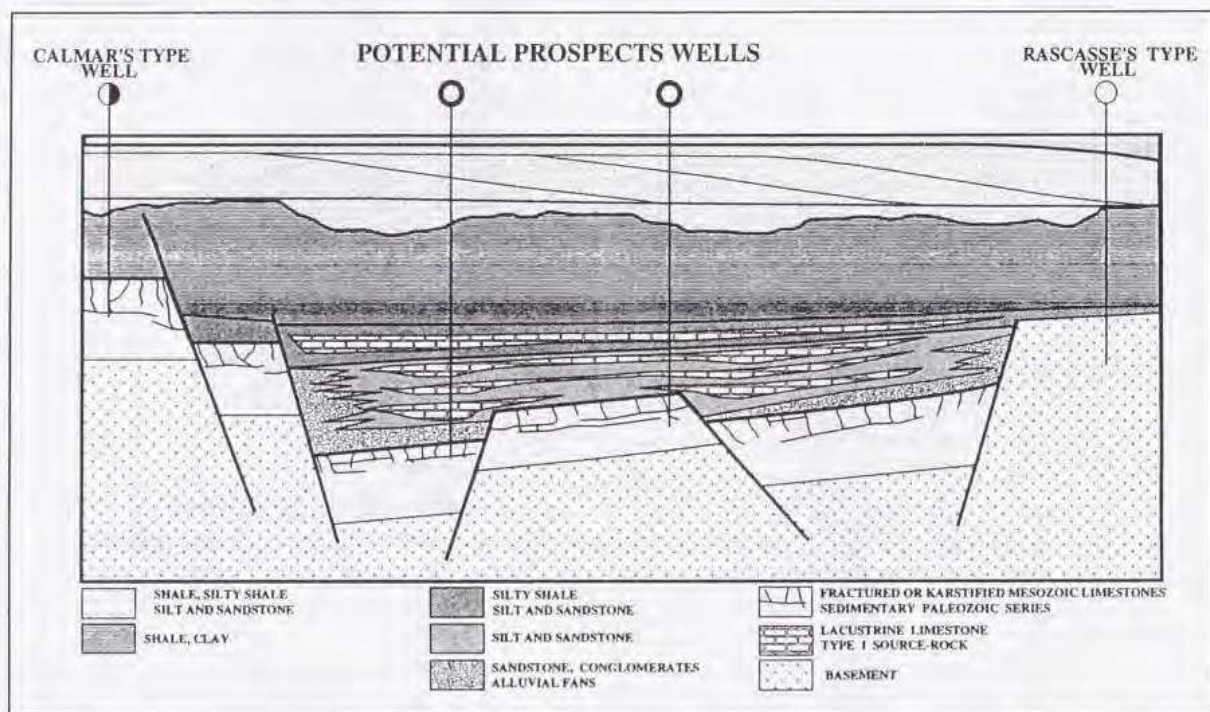 POTENTIAL PROSPECTS WELLS
CALMAR'S TYPE
WELL
RASCASSE'S TYPE
WELL
SHALE, SILTY SHALE
SILT AND SANDSTONE
SHALE, CLAY
SILTY SHALE
SILT AND SANDSTONE
SILT AND SANDSTONE
SANDSTONE, CONGLOMERATES
ALLUVIAL FANS
FRACTURED OR KARSTIFIED MESOZOIC LIMESTONES
SEDIMENTARY PALEOZOIC SERIES
LACUSTRINE LIMESTONE
TYPE I SOURCE-ROCK
BASEMENT